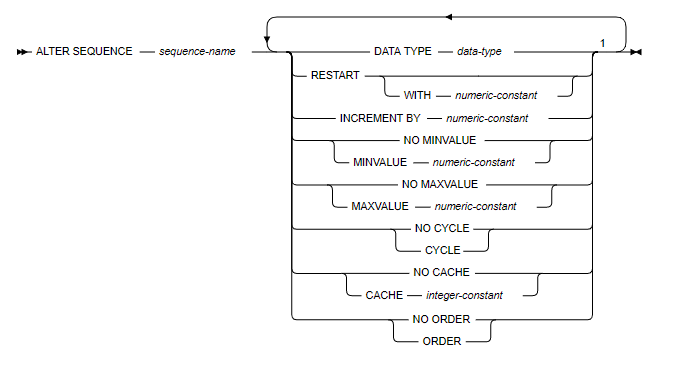 ALTER SEQUENCE sequence-name DATA TYPE data-type 1
RESTART
WITH numeric-constant
INCREMENT BY numeric-constant
NO MINVALUE
MINVALUE numeric-constant
NO MAXVALUE
MAXVALUE numeric-constant
NO CYCLE
CYCLE
NO CACHE
CACHE integer-constant
NO ORDER
ORDER